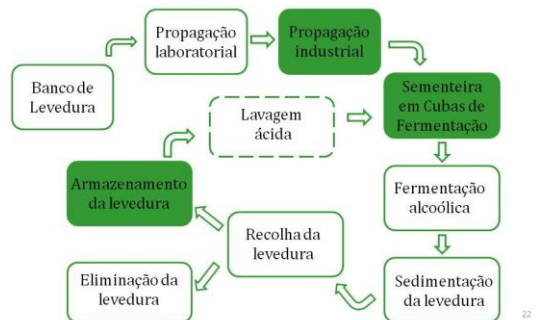 Propagação
laboratorial
Propagação
industrial
Banco de
Levedura
Sementeira
em Cubas de
Fermentação
Lavagem
ácida
Armazenamento
da levedura
Fermentação
alcoólica
Recolha da
levedura
Eliminação da
levedura
Sedimentação
da levedura
22